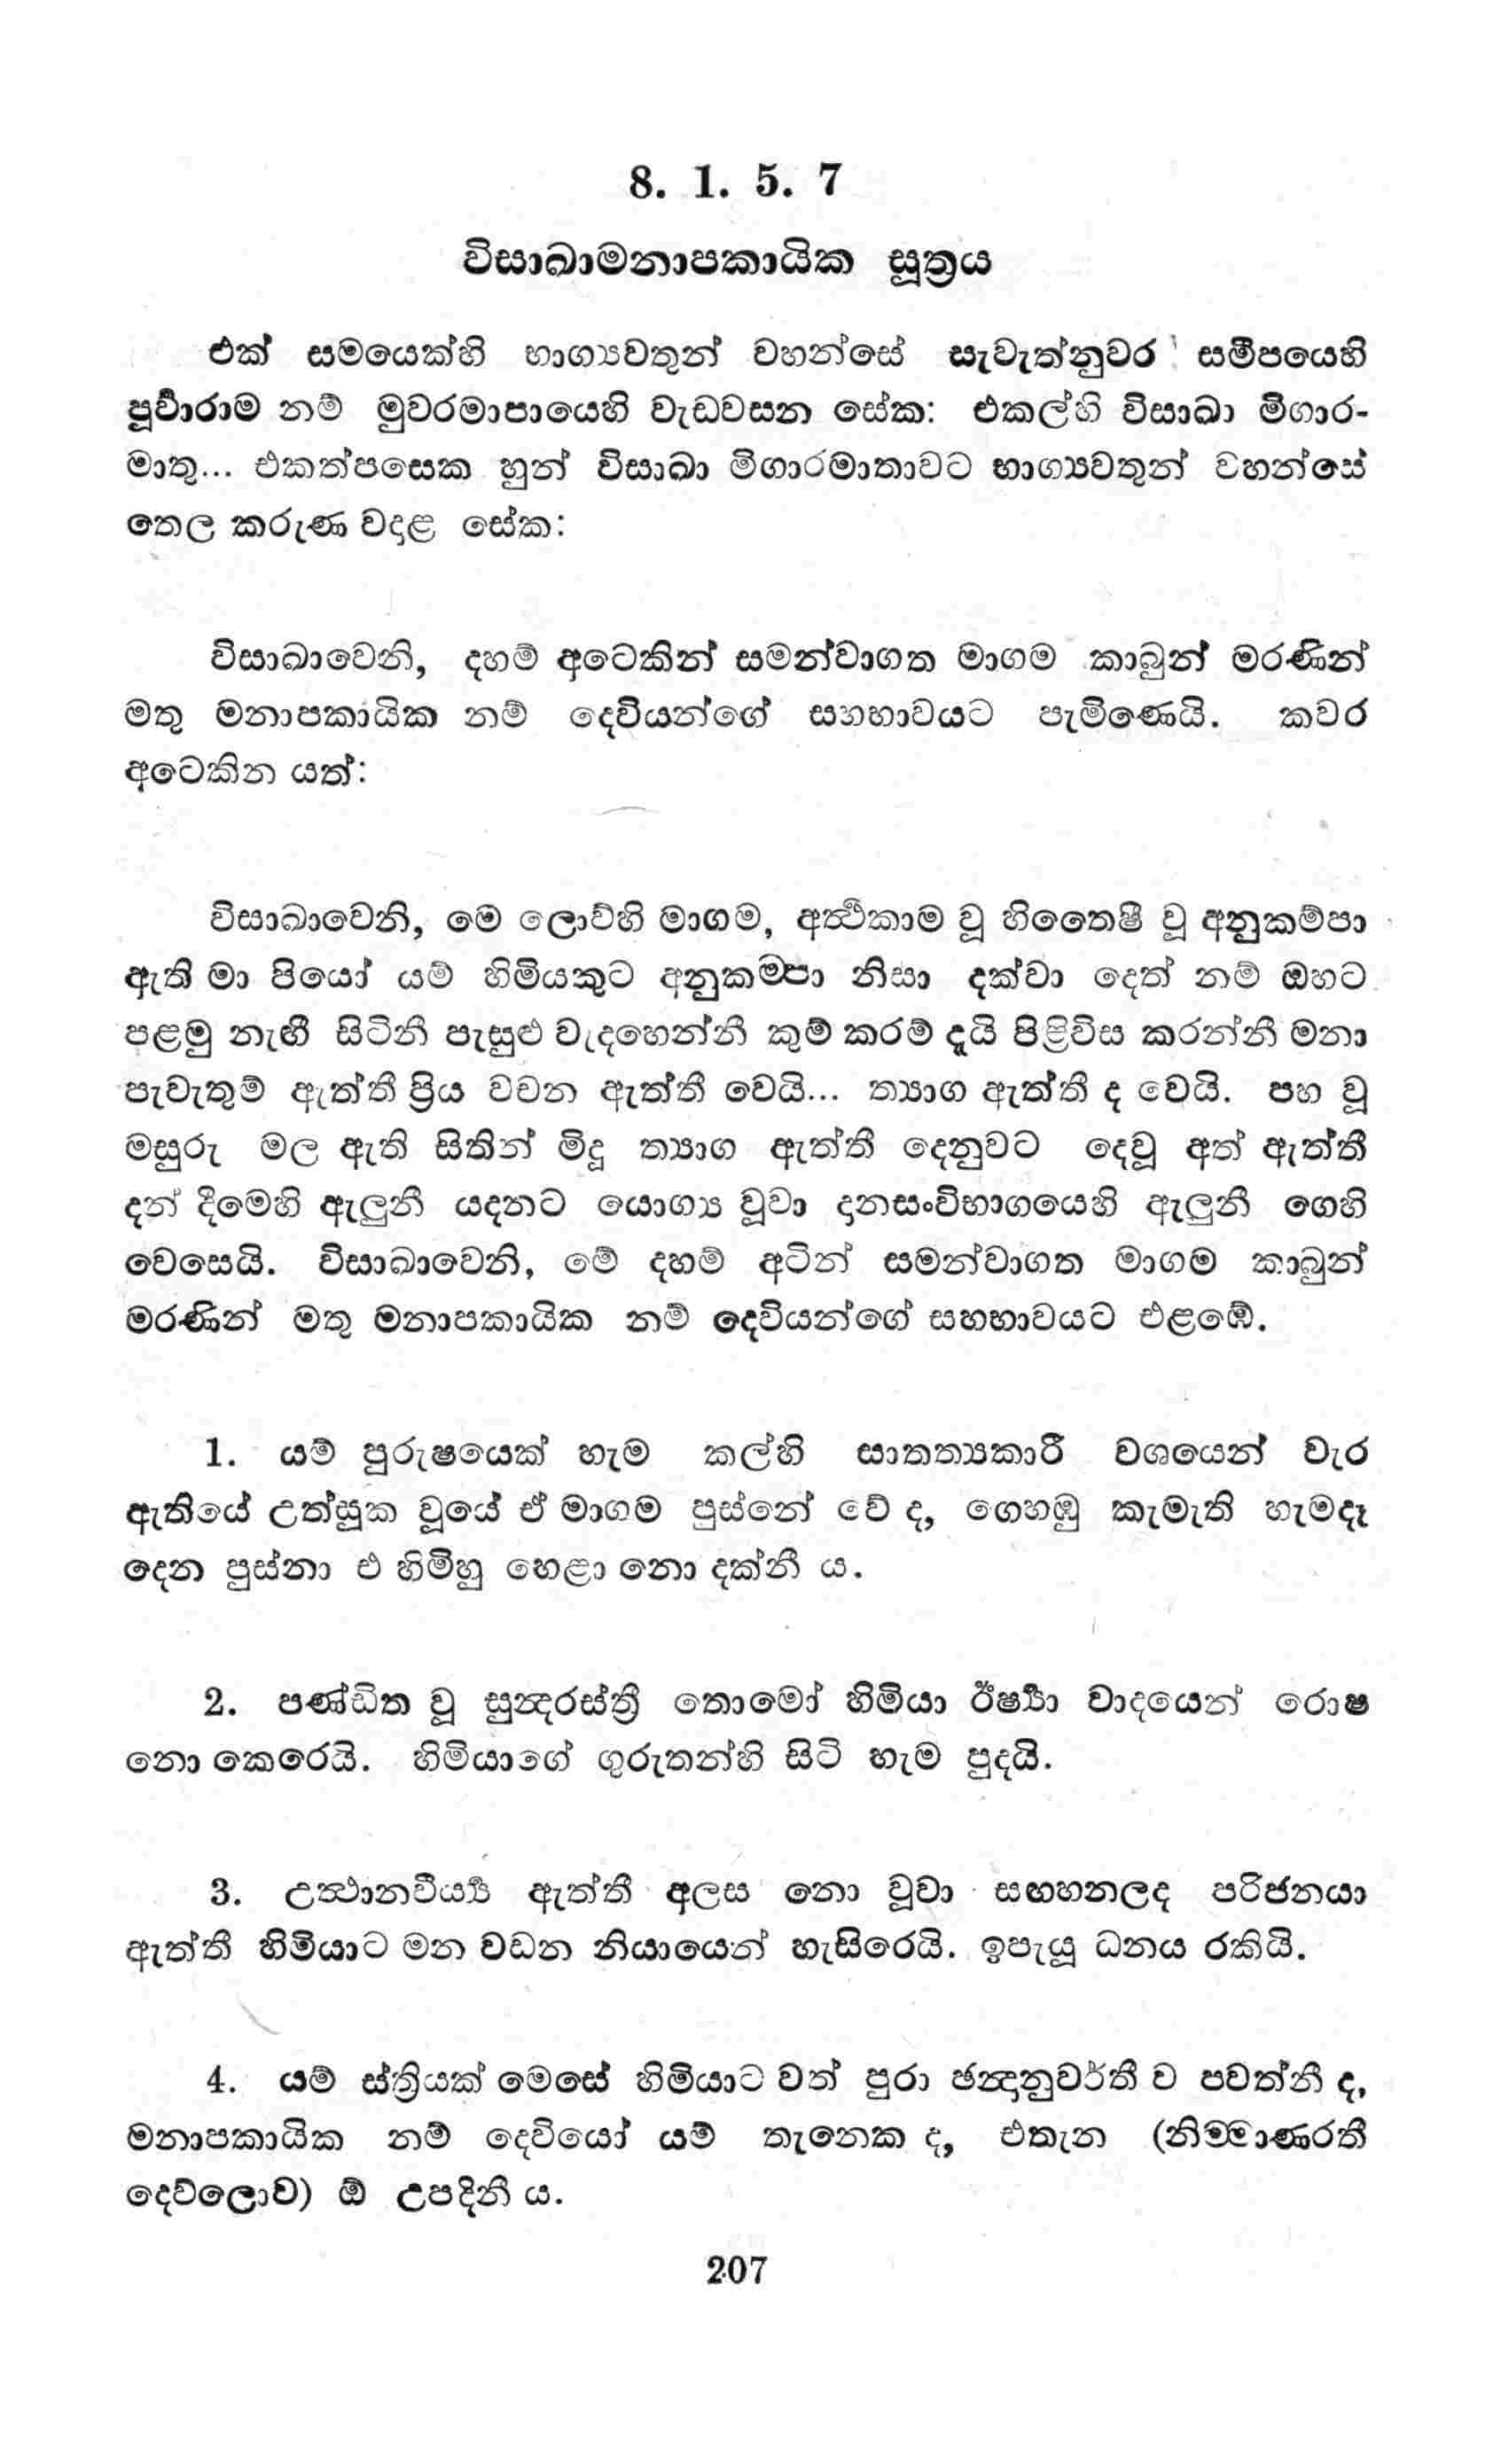 8. 1. 5. 7
විසාඛාමනාපකායික සූත්‍රය
එක් සමයෙක්හි භාග්‍යවතුන් වහන්සේ සැවැත්නුවර සමීපයෙහි
පූර්‍වාරාම නම් මුවරමාපායෙහි වැඩවසන සේක: එකල්හි විසාඛා මිගාර-
මාතු... එකත්පසෙක හුන් විසාඛා මිගාරමාතාවට භාග්‍යවතුන් වහන්සේ
තෙල කරුණ වදාළ සේක:
විසාඛාවෙනි, දහම් අටෙකින් සමන්වාගත මාගම කාබුන් මරණින්
මතු මනාපකායික නම් දෙවියන්ගේ සහභාවයට පැමිණෙයි. කවර
අටෙකින යත්:
විසාඛාවෙනි, මෙ ලොව්හි මාගම, අර්‍ත්‍ථකාම වූ හිතෛෂී වූ අනුකම්පා
ඇති මා පියෝ යම් හිමියකුට අනුකම්‍පා නිසා දක්වා දෙත් නම් ඔහට
පළමු නැඟී සිටිනී පැසුළු වැදහෙන්නී කුම් කරම් දැයි පිළිවිස කරන්නී මනා
පැවැතුම් ඇත්තී ප්‍රිය වචන ඇත්තී වෙයි... ත්‍යාග ඇත්තී ද වෙයි. පහ වූ
මසුරු මල ඇති සිතින් මිදූ ත්‍යාග ඇත්තී දෙනුවට දෙවූ අත් ඇත්තී
දන් දීමෙහි ඇලුනී යදනට යොග්‍ය වූවා දානසංවිභාගයෙහි ඇලුනී ගෙහි
වෙසෙයි. විසාඛාවෙනි, මේ දහම් අටින් සමන්වාගත මාගම කාබුන්
මරණින් මතු මනාපකායික නම් දෙවියන්ගේ සහභාවයට එළඹේ.
1. යම් පුරුෂයෙක් හැම කල්හි සාතත්‍යකාරී වශයෙන් වැර
ඇතියේ උත්සූක වූයේ ඒ මාගම පුස්නේ වේ ද, ගෙහඹු කැමැති හැමදෑ
දෙන පුස්නා එ හිමිහු හෙළා නො දක්නී ය.
2. පණ්ඩිත වූ සුන්‍දරස්ත්‍රී තොමෝ හිමියා ඊර්‍ෂ්‍යා වාදයෙන් රොෂ
නො කෙරෙයි. හිමියාගේ ගුරුතන්හි සිටි හැම පුදයි.
3. උත්‍ථානවීර්‍ය්‍ය ඇත්තී අලස නො වූවා සඟහනලද පරිජනයා
ඇත්තී හිමියාට මන වඩන නියායෙන් හැසිරෙයි. ඉපැයූ ධනය රකියි.
4. යම් ස්ත්‍රියක් මෙසේ හිමියාට වත් පුරා ඡන්‍දානුවර්තී ව පවත්නී ද,
මනාපකායික නම් දෙවියෝ යම් තැනෙක ද, එතැන (නිම්‍මාණරතී
දෙව්ලොව) ඕ උපදිනී ය.
207